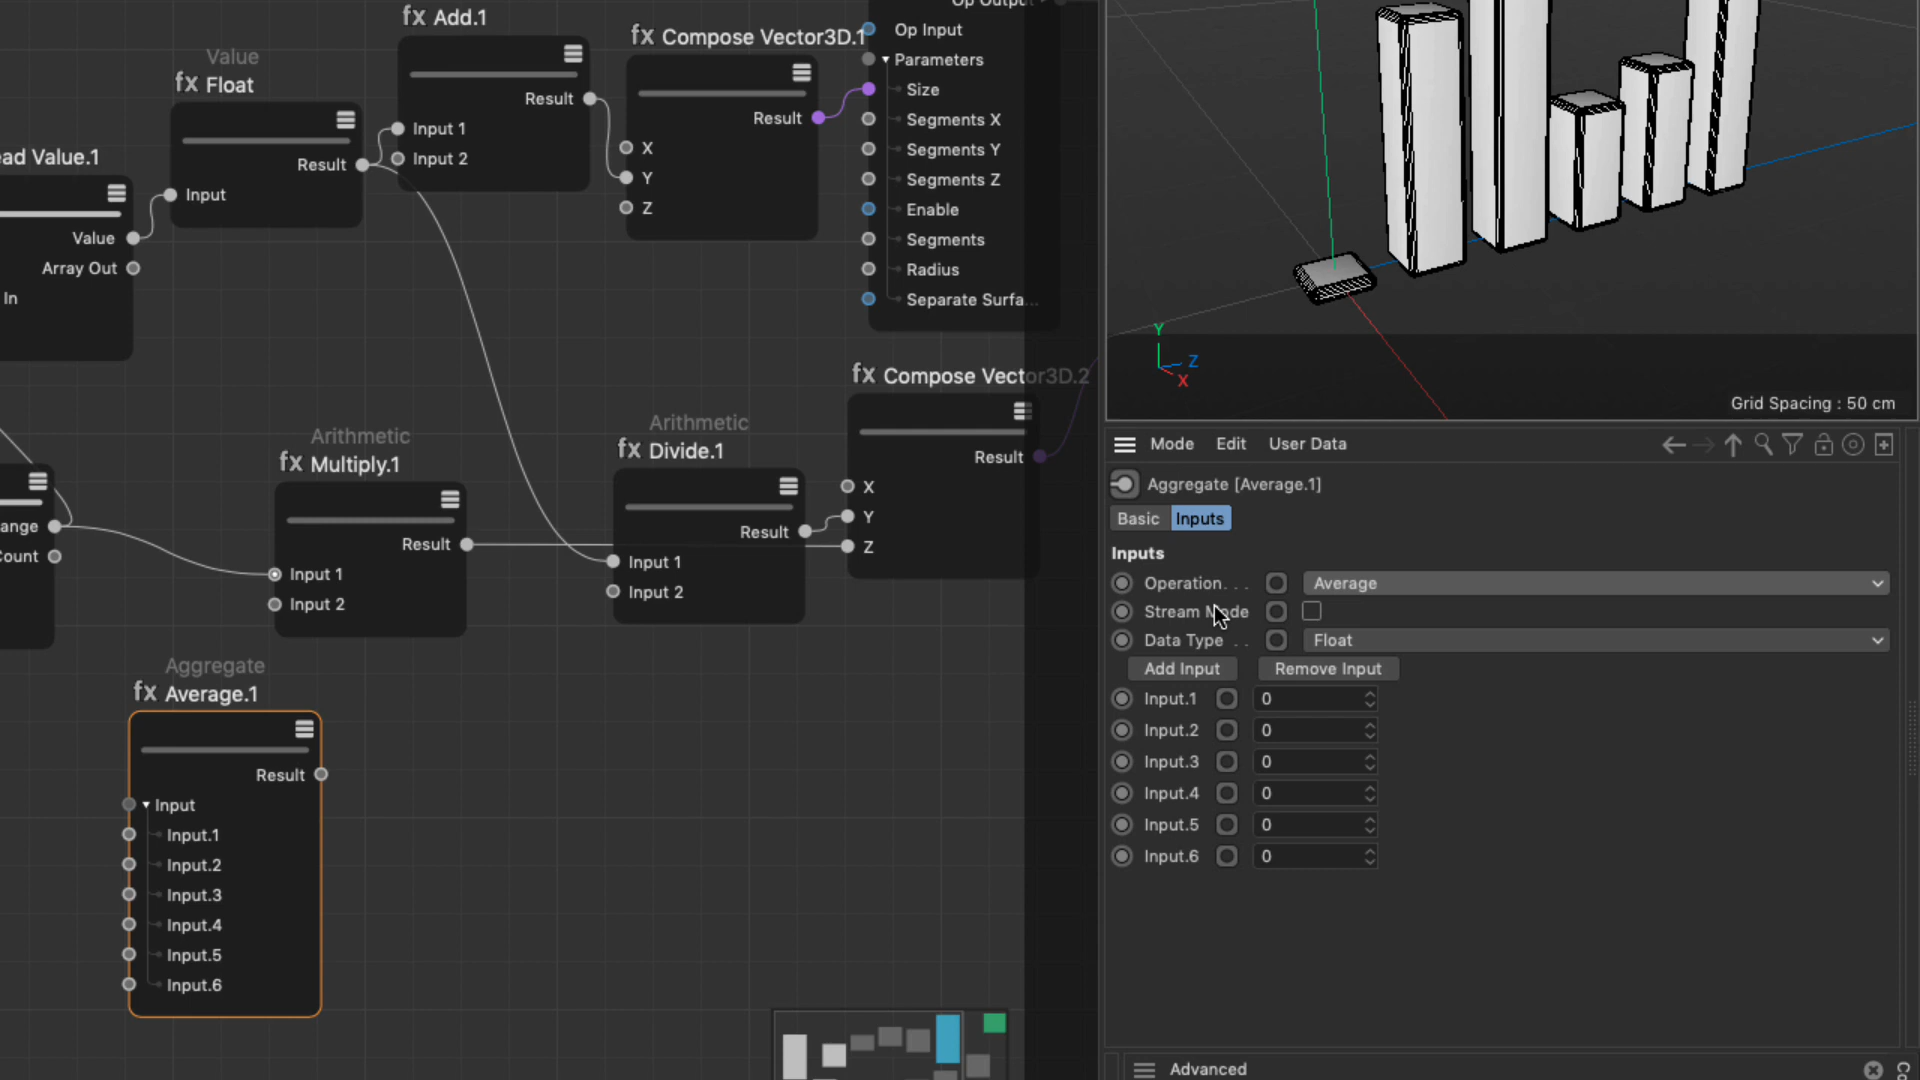 fx Add.1
Result
Input 1
Input 2
Value
fx Float
Result
Input
ead Value.1
Value
Array Out
In
fx Compose Vector3D.1
Result
X
Y
Z
Op Output
Op Input
Parameters
Size
Segments X
Segments Y
Segments Z
Enable
Segments
Radius
Separate Surfa...
ange
Count
Arithmetic
fx Multiply.1
Result
Input 1
Input 2
Arithmetic
fx Divide.1
Result
Input 1
Input 2
fx Compose Vector3D.2
Result
X
Y
Z
Aggregate
fx Average.1
Result
Input
Input.1
Input.2
Input.3
Input.4
Input.5
Input.6
Y
Z
X
Grid Spacing : 50 cm
Mode Edit User Data
Aggregate [Average.1]
Basic Inputs
Inputs
Operation. . . Average
Stream Mode
Data Type . . Float
Add Input Remove Input
Input.1 0
Input.2 0
Input.3 0
Input.4 0
Input.5 0
Input.6 0
Advanced